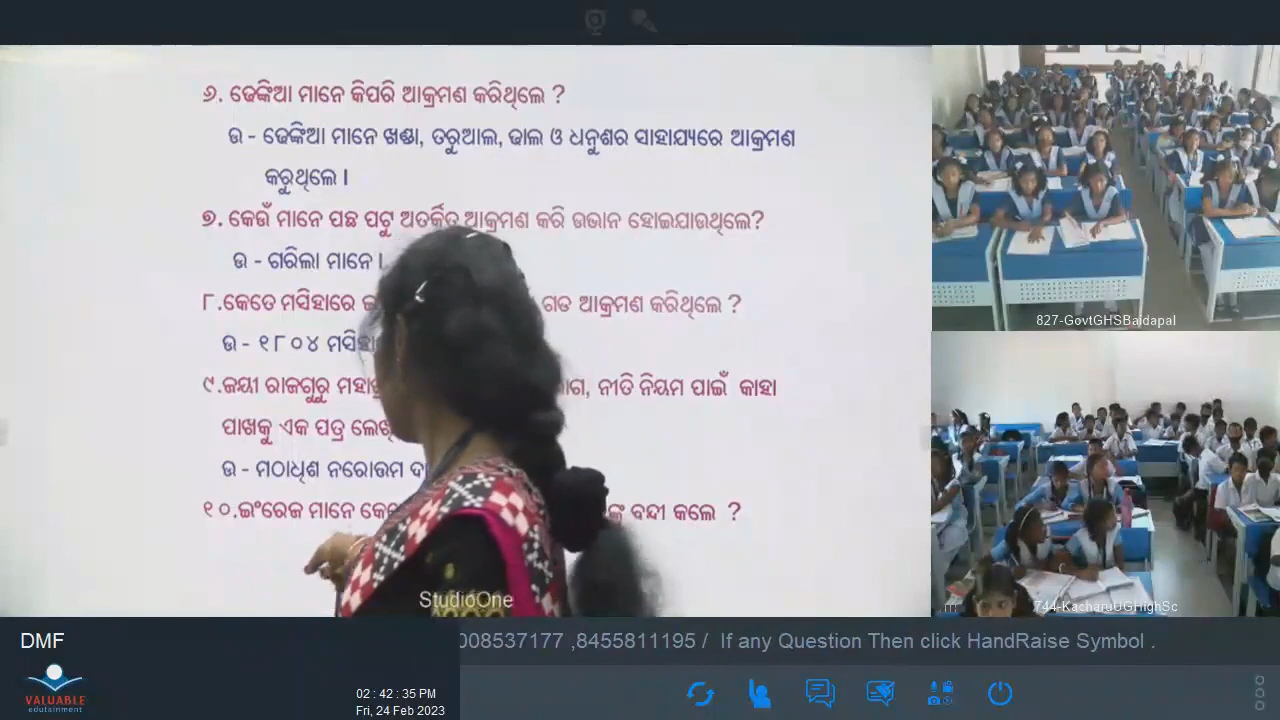 ୬. ଢେଙ୍କିଆ ମାନେ କିପରି ଆକ୍ରମଣ କରିଥିଲେ ?
ଉ - ଢେଙ୍କିଆ ମାନେ ଖଣ୍ଡା, ତରୁଆଲ, ଢାଲ ଓ ଧନୁଶର ସାହାଯ୍ୟରେ ଆକ୍ରମଣ
କରୁଥିଲେ ।
୭. କେଉଁ ମାନେ ପଛ ପଟୁ ଅତର୍କିତ ଆକ୍ରମଣ କରି ଉଭାନ ହୋଇଯାଉଥିଲେ?
ଉ - ଗରିଲା ମାନେ ।
୮.କେତେ ମସିହାରେ ଗଡ ଆକ୍ରମଣ କରିଥିଲେ ?
ଉ - ୧୮୦୪
୯.ଜୟୀ ରାଜଗୁରୁ ନୀତି ନିୟମ ପାଇଁ କାହା
ପାଖକୁ ଏକ ପତ୍ର
ଉ - ମଠାଧିଶ ନରୋତ୍ତମ
୧୦.ଇଂରେଜ ମାନେ ବନ୍ଦୀ କଲେ ?
StudioOne
827-GovtGHSBaidapal
744-KacharuUGHighSc
DMF
008537177 ,8455811195 / If any Question Then click HandRaise Symbol .
VALUABLE
edutainment
02 : 42 : 35 PM
Fri, 24 Feb 2023